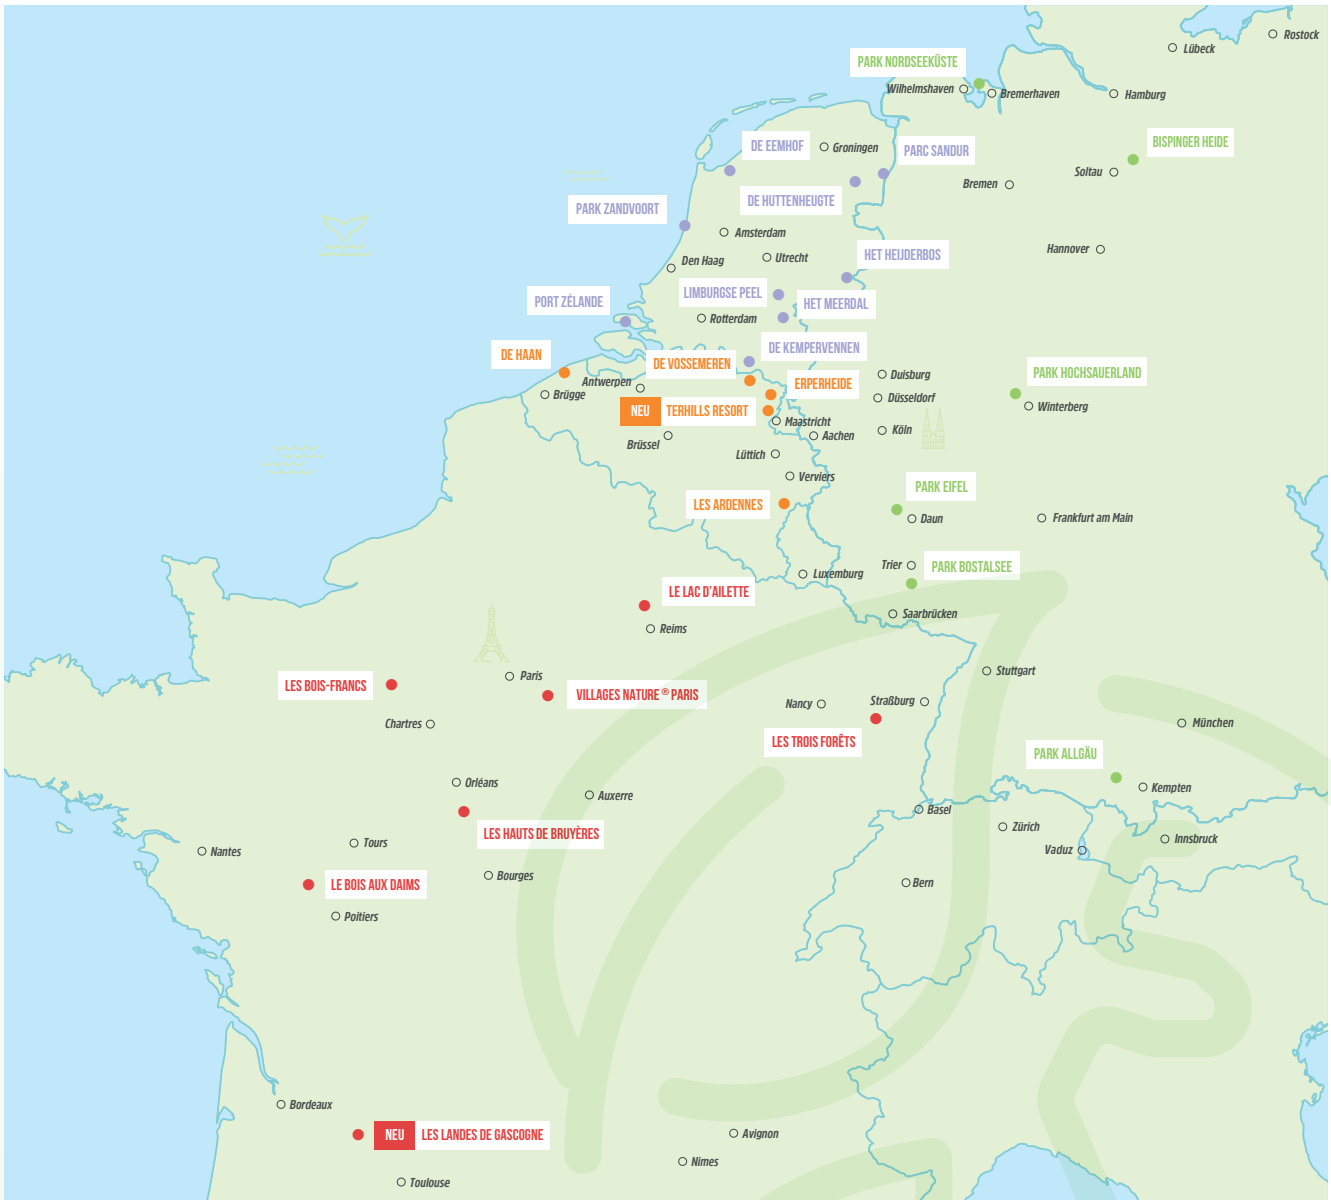 Rostock
Lübeck
PARK NORDSEEKÜSTE
Wilhelmshaven
Bremerhaven
Hamburg
DE EEMHOF
Groningen
PARC SANDUR
BISPINGER HEIDE
Soltau
Bremen
DE HUTTENHEUGTE
PARK ZANDVOORT
Amsterdam
Hannover
Den Haag
Utrecht
HET HEIJDERBOS
LIMBURGSE PEEL
HET MEERDAL
PORT ZÉLANDE
Rotterdam
DE KEMPERVENNEN
DE HAAN
DE VOSSEMEREN
Duisburg
PARK HOCHSAUERLAND
Antwerpen
ERPERHEIDE
Brügge
Düsseldorf
Winterberg
NEU TERHILLS RESORT
Maastricht
Köln
Aachen
Brüssel
Lüttich
Verviers
PARK EIFEL
LES ARDENNES
Daun
Frankfurt am Main
Trier
PARK BOSTALSEE
Luxemburg
LE LAC D'AILETTE
Saarbrücken
Reims
Stuttgart
Paris
LES BOIS-FRANCS
VILLAGES NATURE ® PARIS
Nancy
Straßburg
Chartres
München
LES TROIS FORÊTS
PARK ALLGÄU
Orléans
Auxerre
Kempten
Basel
LES HAUTS DE BRUYÈRES
Zürich
Innsbruck
Tours
Nantes
Vaduz
Bourges
LE BOIS AUX DAIMS
Bern
Poitiers
Bordeaux
NEU LES LANDES DE GASCOGNE
Avignon
Nimes
Toulouse